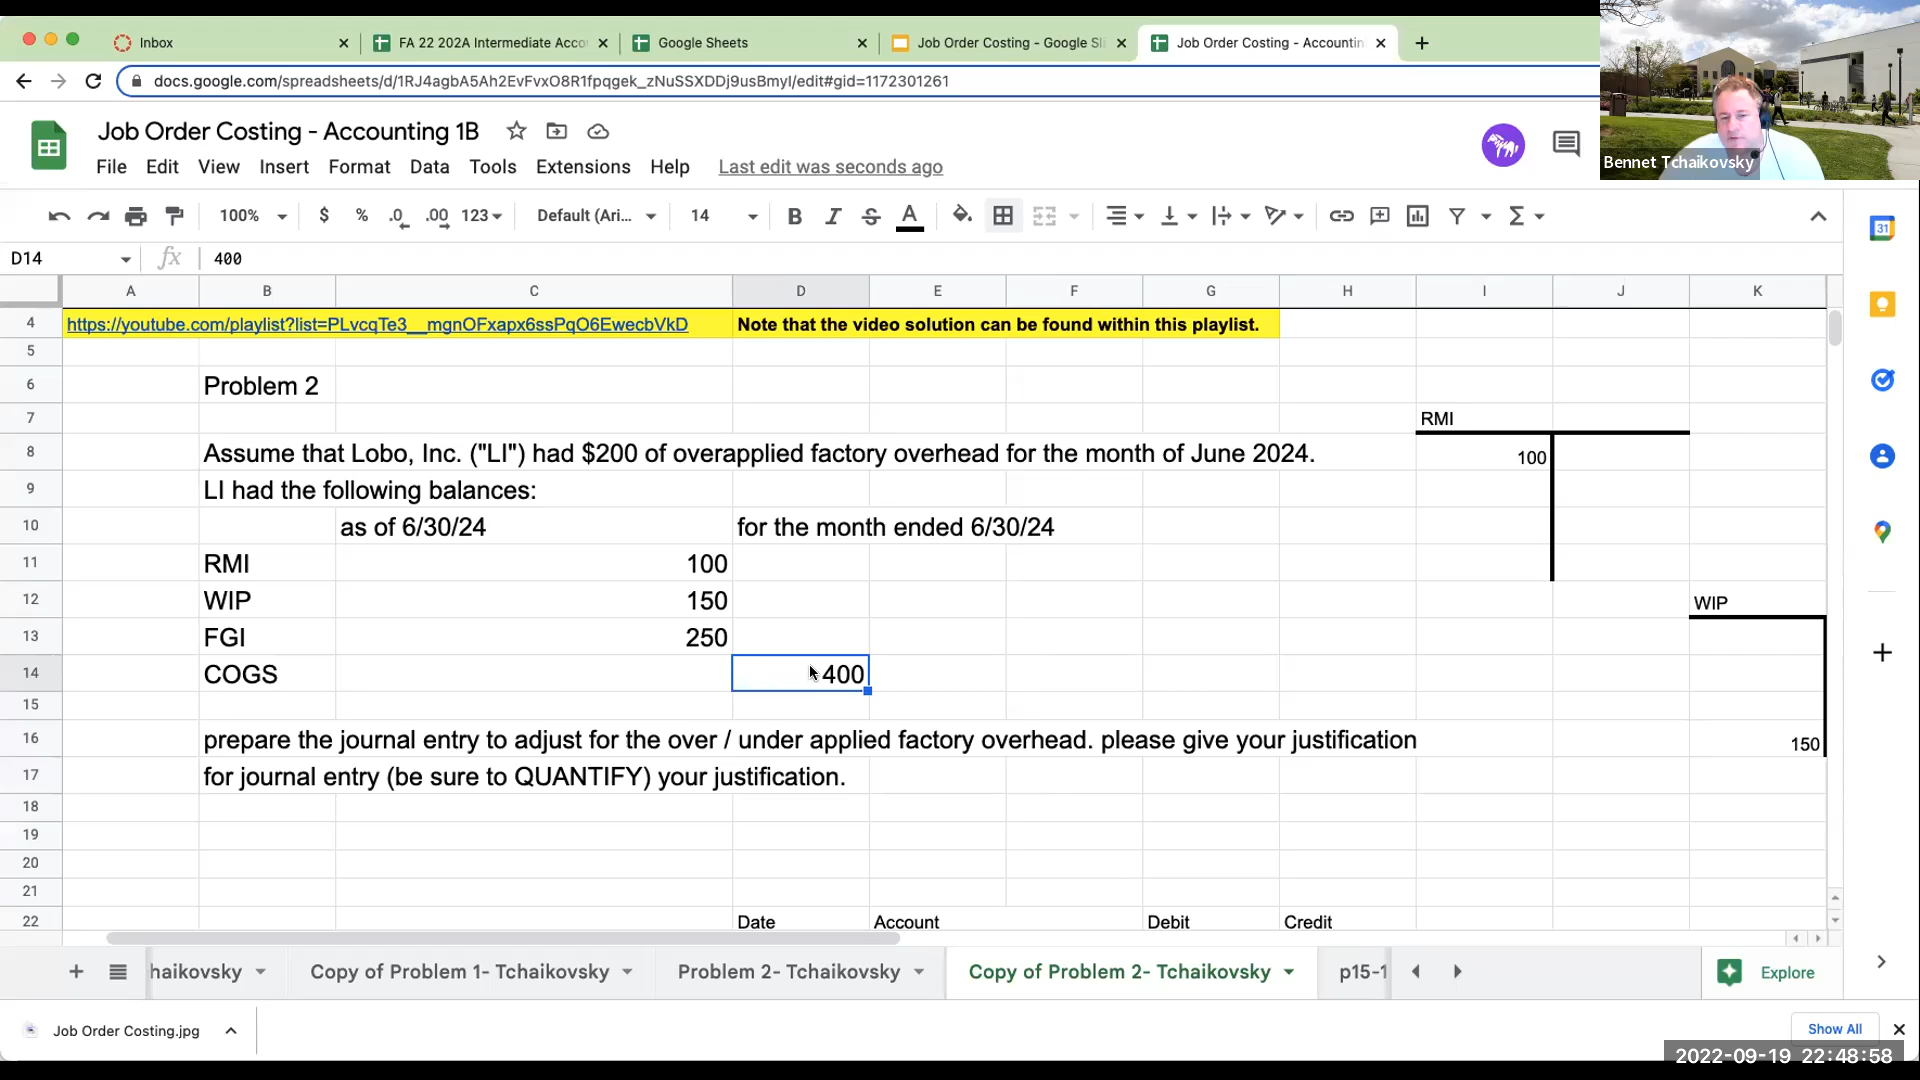 Inbox
FA 22 202A Intermediate Acco
Google Sheets
Job Order Costing - Google Sl
Job Order Costing - Accountin
docs.google.com/spreadsheets/d/1RJ4agbA5Ah2EvFvxO8R1fpqgek_zNuSSXDDj9usBmyI/edit#gid=1172301261
Bennet Tchaikovsky
Job Order Costing - Accounting 1B
File Edit View Insert Format Data Tools Extensions Help Last edit was seconds ago
100% $ % .0 .00 123 Default (Ari... 14 B I S A Σ
31
D14 fx 400
A B C D E F G H I J K
4 https://youtube.com/playlist?list=PLvcqTe3__mgnOFxapx6ssPqO6EwecbVkD Note that the video solution can be found within this playlist.
5
6 Problem 2
7 RMI
8 Assume that Lobo, Inc. ("LI") had $200 of overapplied factory overhead for the month of June 2024. 100
9 LI had the following balances:
10 as of 6/30/24 for the month ended 6/30/24
11 RMI 100
12 WIP 150 WIP
13 FGI 250
14 COGS 400
15
16 prepare the journal entry to adjust for the over / under applied factory overhead. please give your justification 150
17 for journal entry (be sure to QUANTIFY) your justification.
18
19
20
21
22 Date Account Debit Credit
haikovsky Copy of Problem 1- Tchaikovsky Problem 2- Tchaikovsky Copy of Problem 2- Tchaikovsky p15-1 Explore
Job Order Costing.jpg Show All
2022-09-19 22:48:58